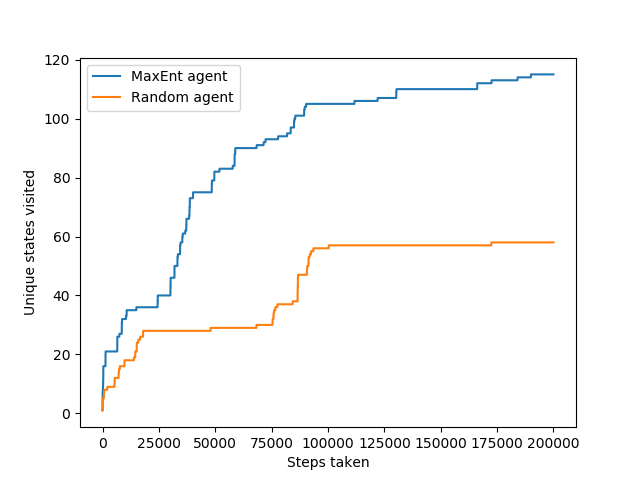 MaxEnt agent
Random agent
Unique states visited
120
100
80
60
40
20
0
0 25000 50000 75000 100000 125000 150000 175000 200000
Steps taken